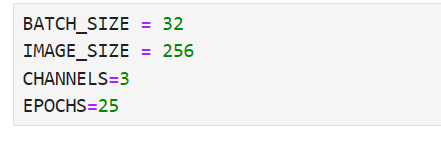 BATCH_SIZE = 32
IMAGE_SIZE = 256
CHANNELS=3
EPOCHS=25